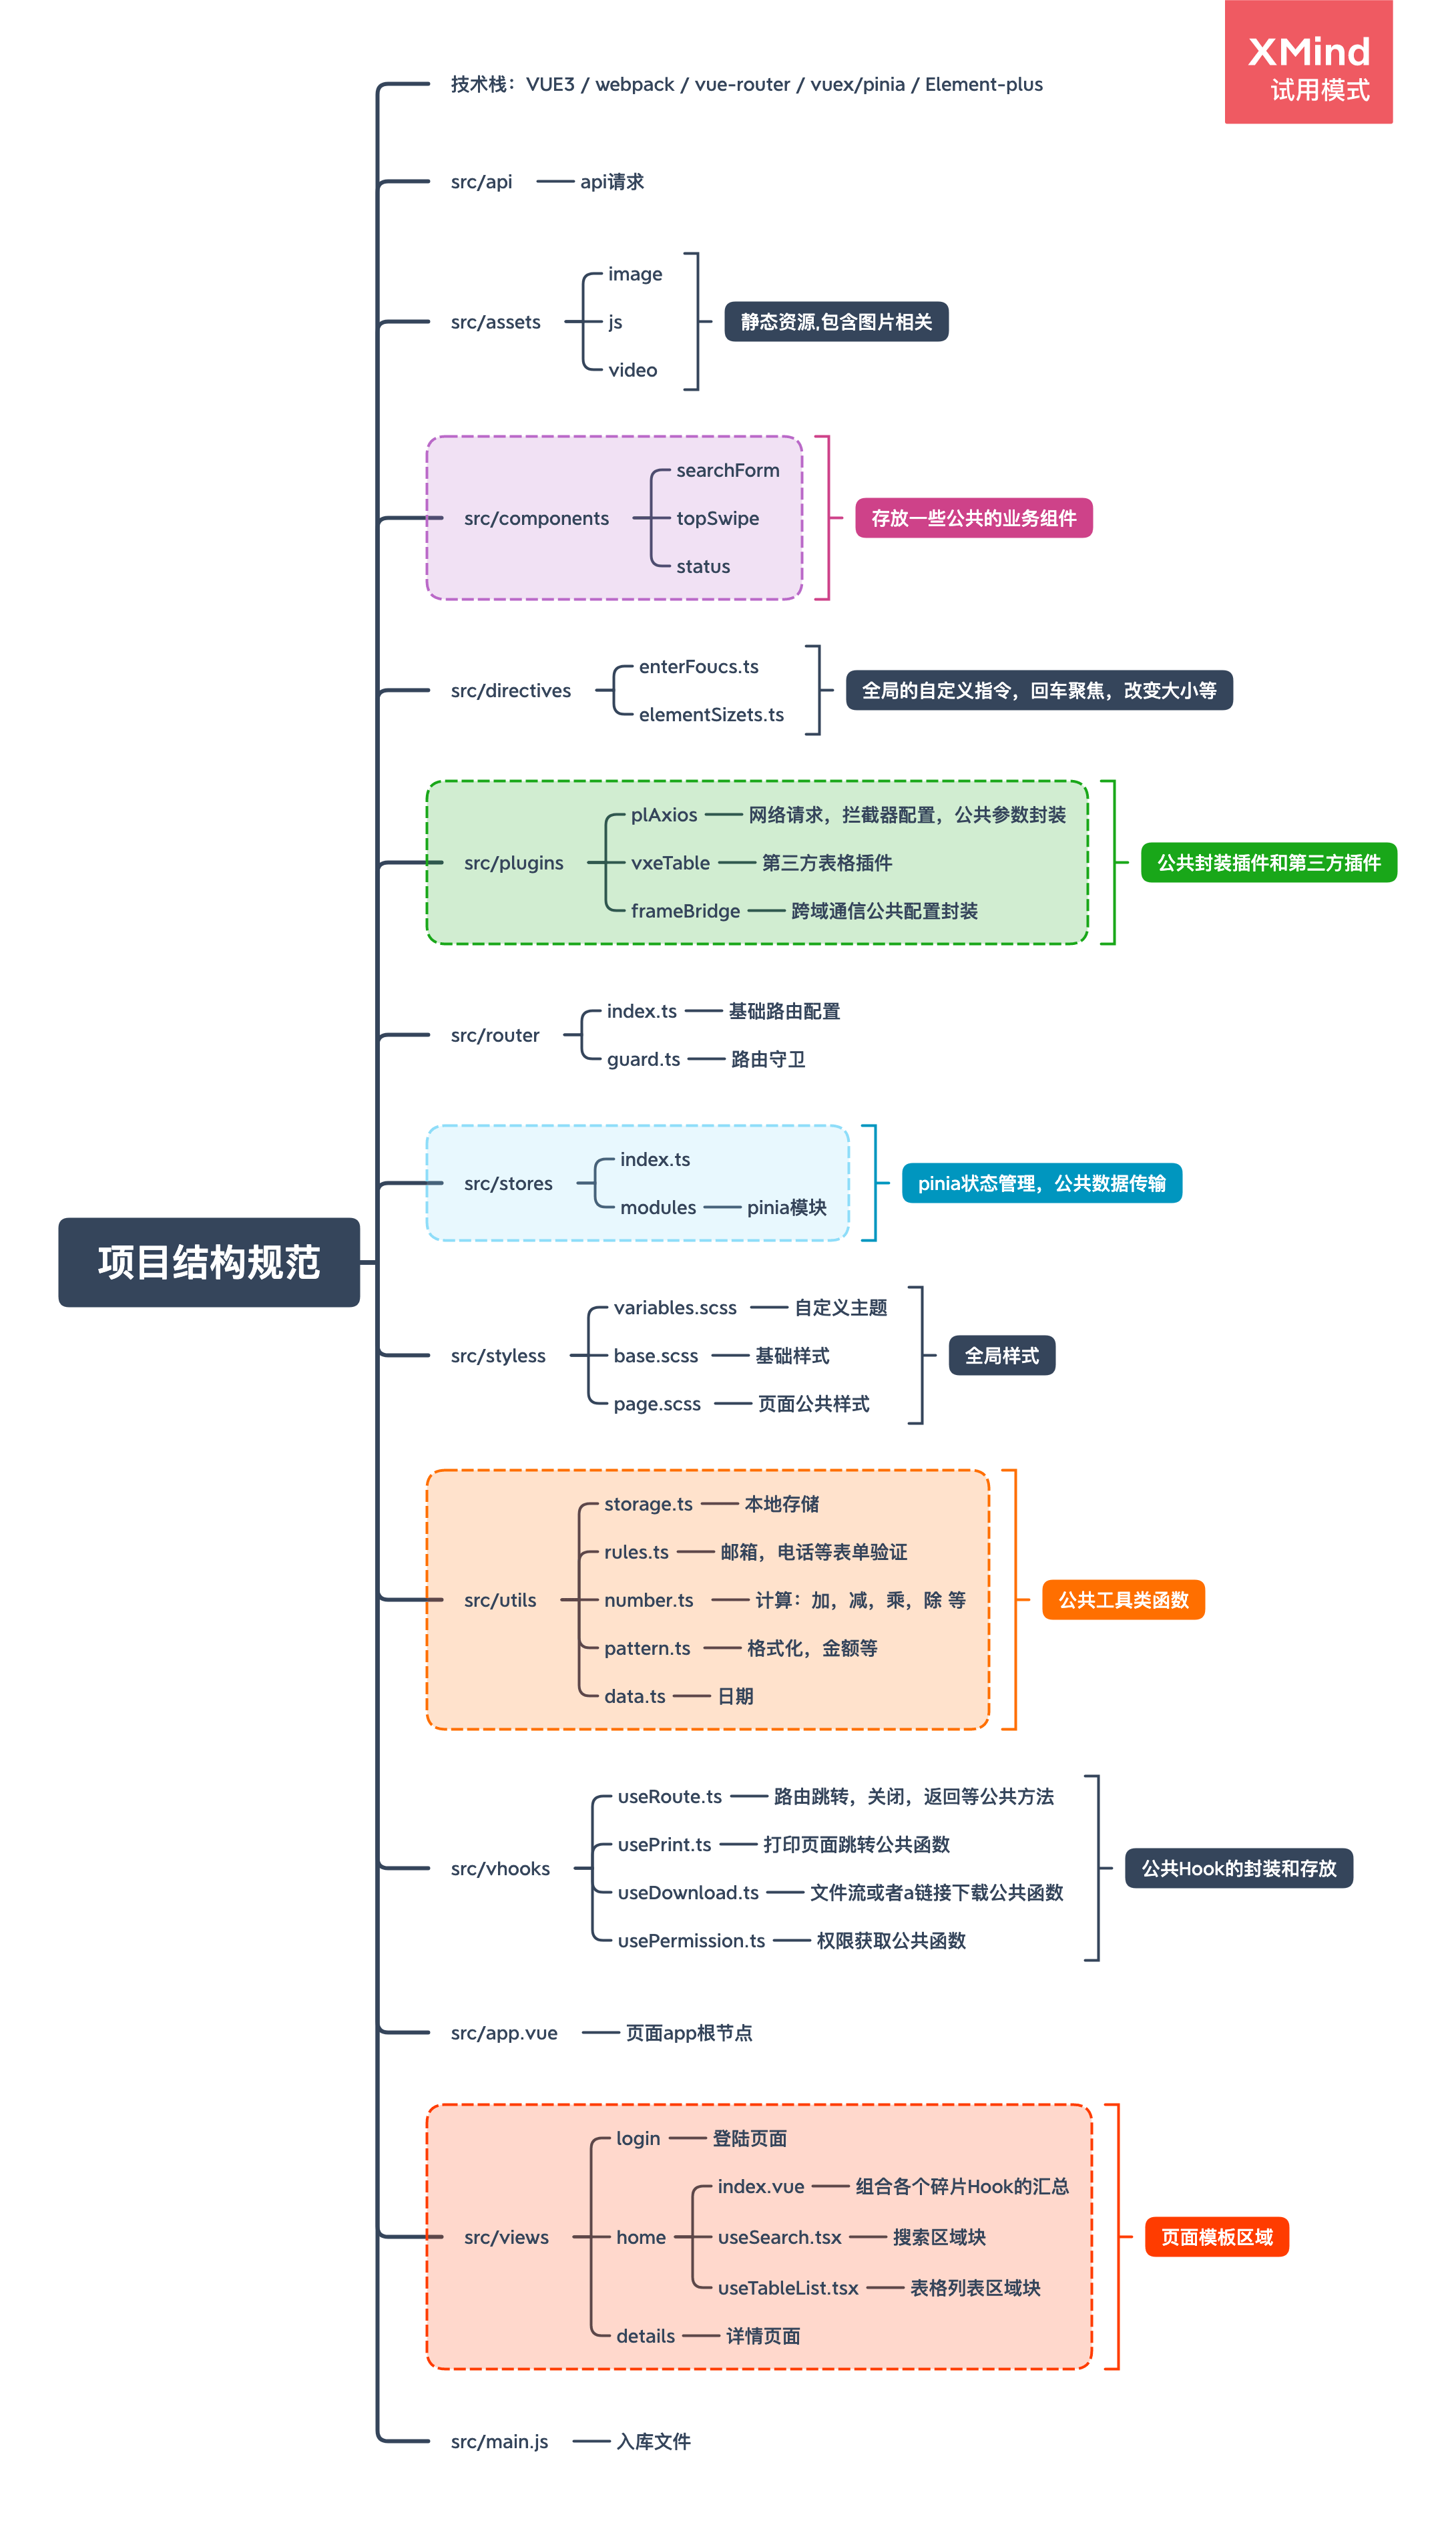 XMind
试用模式
技术栈：VUE3 / webpack / vue-router / vuex/pinia / Element-plus
src/api
api请求
src/assets
image
js
video
静态资源,包含图片相关
src/components
searchForm
topSwipe
status
存放一些公共的业务组件
src/directives
enterFoucs.ts
elementSizets.ts
全局的自定义指令，回车聚焦，改变大小等
src/plugins
plAxios
网络请求，拦截器配置，公共参数封装
vxeTable
第三方表格插件
frameBridge
跨域通信公共配置封装
公共封装插件和第三方插件
src/router
index.ts
基础路由配置
guard.ts
路由守卫
src/stores
index.ts
modules
pinia模块
pinia状态管理，公共数据传输
项目结构规范
src/styless
variables.scss
自定义主题
base.scss
基础样式
page.scss
页面公共样式
全局样式
src/utils
storage.ts
本地存储
rules.ts
邮箱，电话等表单验证
number.ts
计算：加，减，乘，除 等
pattern.ts
格式化，金额等
data.ts
日期
公共工具类函数
src/vhooks
useRoute.ts
路由跳转，关闭，返回等公共方法
usePrint.ts
打印页面跳转公共函数
useDownload.ts
文件流或者a链接下载公共函数
usePermission.ts
权限获取公共函数
公共Hook的封装和存放
src/app.vue
页面app根节点
src/views
login
登陆页面
home
index.vue
组合各个碎片Hook的汇总
useSearch.tsx
搜索区域块
useTableList.tsx
表格列表区域块
details
详情页面
页面模板区域
src/main.js
入库文件